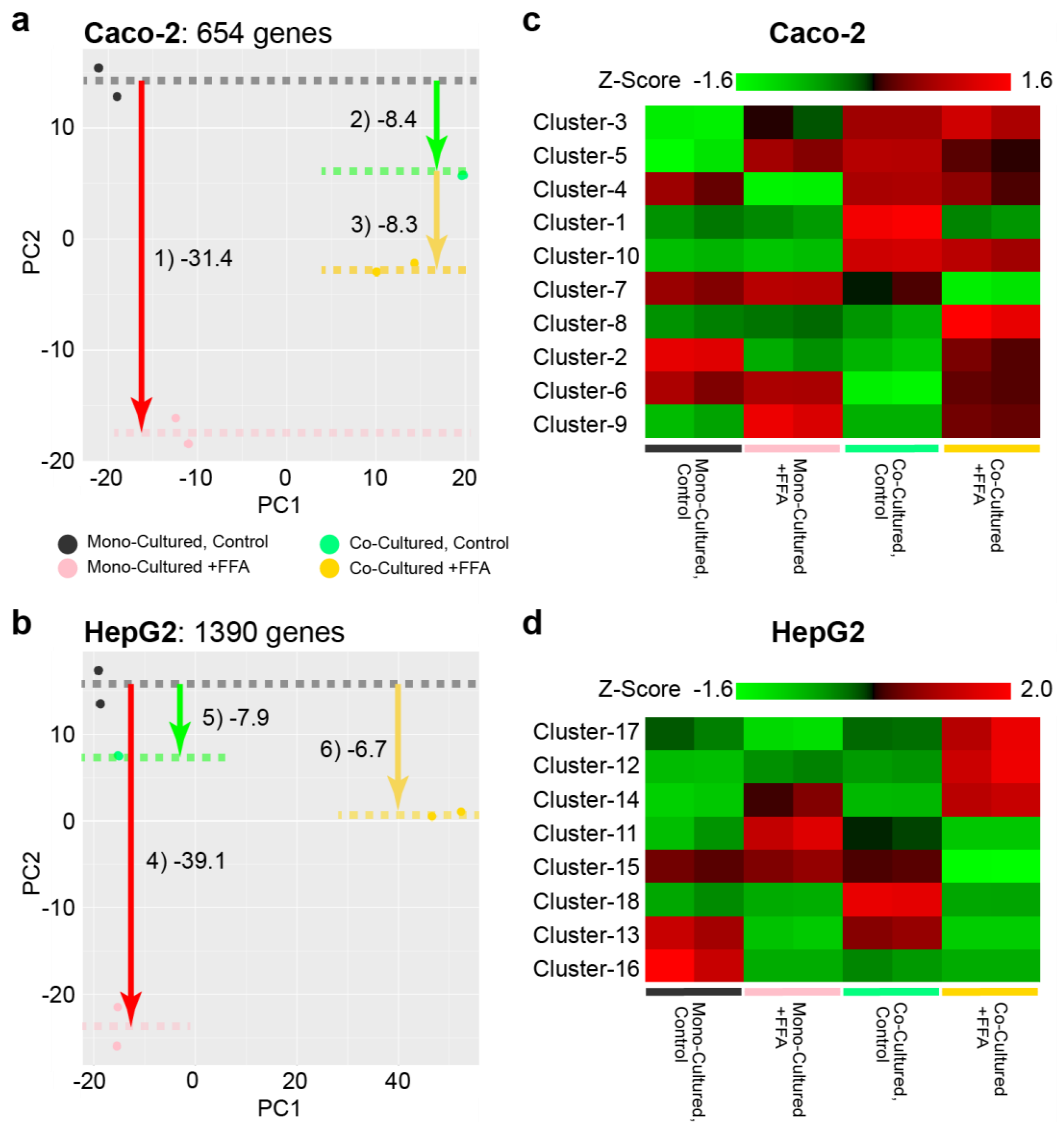 a
Caco-2: 654 genes
PC2
10
0
-10
-20
1) -31.4
2) -8.4
3) -8.3
-20
-10
0
10
20
PC1
Mono-Cultured, Control
Mono-Cultured +FFA
Co-Cultured, Control
Co-Cultured +FFA
b
HepG2: 1390 genes
PC2
10
0
-10
-20
4) -39.1
5) -7.9
6) -6.7
-20
0
20
40
PC1
c
Caco-2
Z-Score -1.6
1.6
Cluster-3
Cluster-5
Cluster-4
Cluster-1
Cluster-10
Cluster-7
Cluster-8
Cluster-2
Cluster-6
Cluster-9
Mono-Cultured,
Control
Mono-Cultured
+FFA
Co-Cultured,
Control
Co-Cultured
+FFA
d
HepG2
Z-Score -1.6
2.0
Cluster-17
Cluster-12
Cluster-14
Cluster-11
Cluster-15
Cluster-18
Cluster-13
Cluster-16
Mono-Cultured,
Control
Mono-Cultured
+FFA
Co-Cultured,
Control
Co-Cultured
+FFA